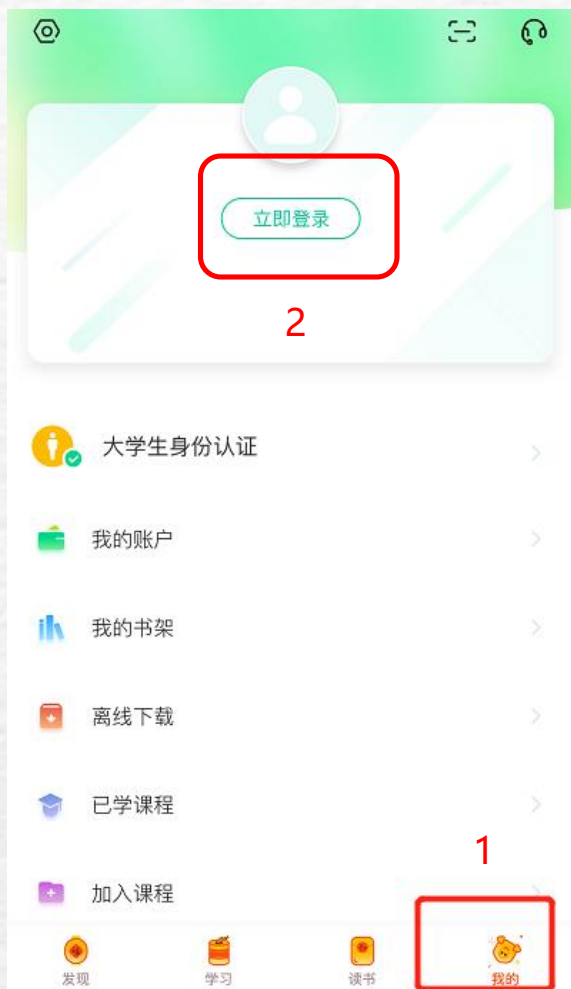 立即登录
2
大学生身份认证
我的账户
我的书架
离线下载
已学课程
1
加入课程
发现 学习 读书 我的